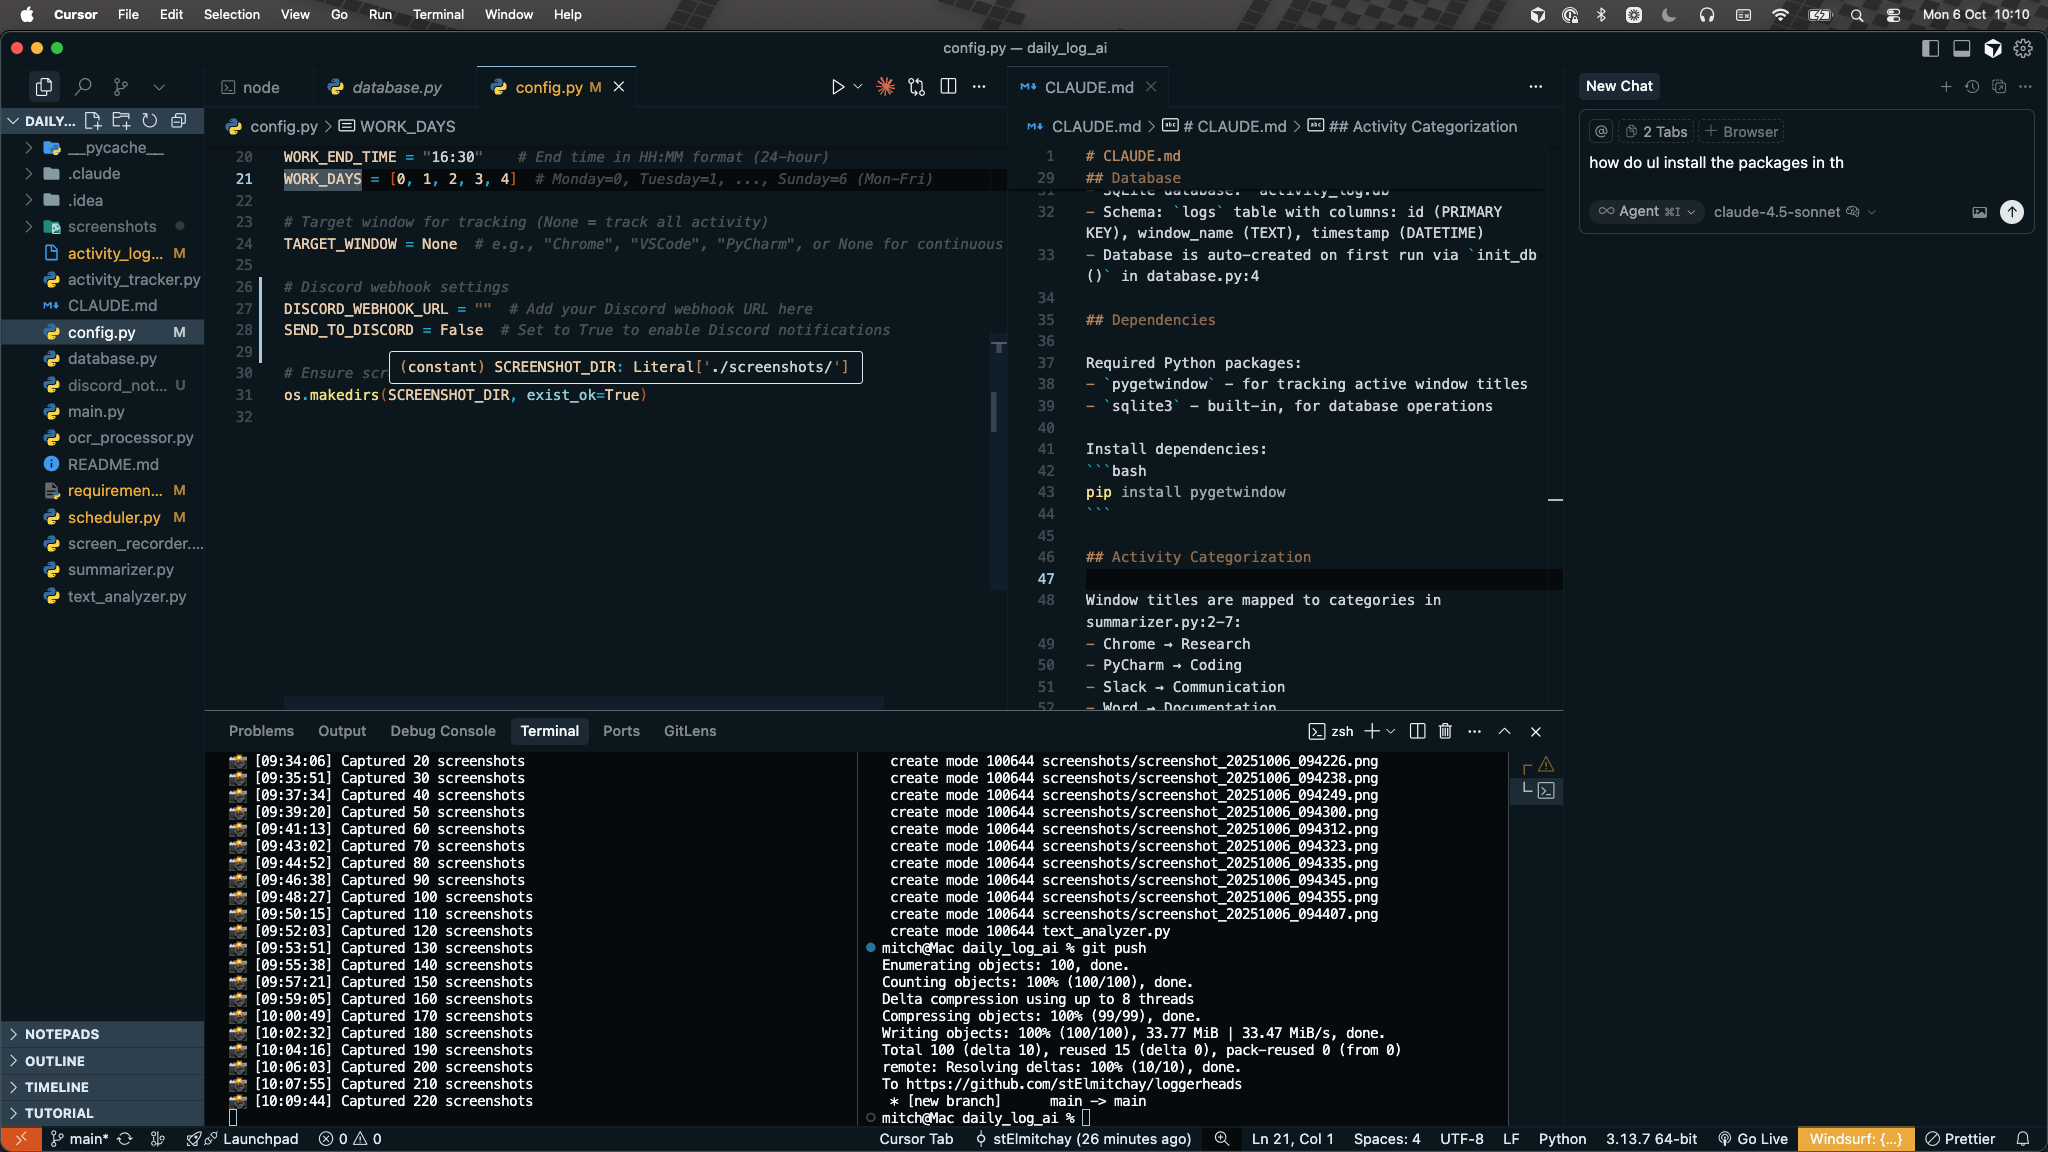 Cursor File Edit Selection View Go Run Terminal Window Help
Mon 6 Oct 10:10
config.py — daily_log_ai
DAILY...
__pycache__
.claude
.idea
screenshots
activity_log... M
activity_tracker.py
CLAUDE.md
config.py M
database.py
discord_not... U
main.py
ocr_processor.py
README.md
requiremen... M
scheduler.py M
screen_recorder....
summarizer.py
text_analyzer.py
NOTEPADS
OUTLINE
TIMELINE
TUTORIAL
node database.py config.py M
config.py > WORK_DAYS
20 WORK_END_TIME = "16:30" # End time in HH:MM format (24-hour)
21 WORK_DAYS = [0, 1, 2, 3, 4] # Monday=0, Tuesday=1, ..., Sunday=6 (Mon-Fri)
22
23 # Target window for tracking (None = track all activity)
24 TARGET_WINDOW = None # e.g., "Chrome", "VSCode", "PyCharm", or None for continuous
25
26 # Discord webhook settings
27 DISCORD_WEBHOOK_URL = "" # Add your Discord webhook URL here
28 SEND_TO_DISCORD = False # Set to True to enable Discord notifications
29
(constant) SCREENSHOT_DIR: Literal['./screenshots/']
30 # Ensure scr
31 os.makedirs(SCREENSHOT_DIR, exist_ok=True)
32
CLAUDE.md
CLAUDE.md > # CLAUDE.md > ## Activity Categorization
1 # CLAUDE.md
29 ## Database
31 - SQLite database: `activity_log.db`
32 - Schema: `logs` table with columns: id (PRIMARY
KEY), window_name (TEXT), timestamp (DATETIME)
33 - Database is auto-created on first run via `init_db
()` in database.py:4
34
35 ## Dependencies
36
37 Required Python packages:
38 - `pygetwindow` - for tracking active window titles
39 - `sqlite3` - built-in, for database operations
40
41 Install dependencies:
42 ```bash
43 pip install pygetwindow
44 ```
45
46 ## Activity Categorization
47
48 Window titles are mapped to categories in
summarizer.py:2-7:
49 - Chrome → Research
50 - PyCharm → Coding
51 - Slack → Communication
52 - Word → Documentation
New Chat
@ 2 Tabs + Browser
how do uI install the packages in th
Agent ⌘I claude-4.5-sonnet
Problems Output Debug Console Terminal Ports GitLens
zsh
[09:34:06] Captured 20 screenshots
[09:35:51] Captured 30 screenshots
[09:37:34] Captured 40 screenshots
[09:39:20] Captured 50 screenshots
[09:41:13] Captured 60 screenshots
[09:43:02] Captured 70 screenshots
[09:44:52] Captured 80 screenshots
[09:46:38] Captured 90 screenshots
[09:48:27] Captured 100 screenshots
[09:50:15] Captured 110 screenshots
[09:52:03] Captured 120 screenshots
[09:53:51] Captured 130 screenshots
[09:55:38] Captured 140 screenshots
[09:57:21] Captured 150 screenshots
[09:59:05] Captured 160 screenshots
[10:00:49] Captured 170 screenshots
[10:02:32] Captured 180 screenshots
[10:04:16] Captured 190 screenshots
[10:06:03] Captured 200 screenshots
[10:07:55] Captured 210 screenshots
[10:09:44] Captured 220 screenshots
create mode 100644 screenshots/screenshot_20251006_094226.png
create mode 100644 screenshots/screenshot_20251006_094238.png
create mode 100644 screenshots/screenshot_20251006_094249.png
create mode 100644 screenshots/screenshot_20251006_094300.png
create mode 100644 screenshots/screenshot_20251006_094312.png
create mode 100644 screenshots/screenshot_20251006_094323.png
create mode 100644 screenshots/screenshot_20251006_094335.png
create mode 100644 screenshots/screenshot_20251006_094345.png
create mode 100644 screenshots/screenshot_20251006_094355.png
create mode 100644 screenshots/screenshot_20251006_094407.png
create mode 100644 text_analyzer.py
mitch@Mac daily_log_ai % git push
Enumerating objects: 100, done.
Counting objects: 100% (100/100), done.
Delta compression using up to 8 threads
Compressing objects: 100% (99/99), done.
Writing objects: 100% (100/100), 33.77 MiB | 33.47 MiB/s, done.
Total 100 (delta 10), reused 15 (delta 0), pack-reused 0 (from 0)
remote: Resolving deltas: 100% (10/10), done.
To https://github.com/stElmitchay/loggerheads
* [new branch] main -> main
mitch@Mac daily_log_ai %
main* Launchpad 0 0 Cursor Tab stElmitchay (26 minutes ago) Ln 21, Col 1 Spaces: 4 UTF-8 LF Python 3.13.7 64-bit Go Live Windsurf: {...} Prettier